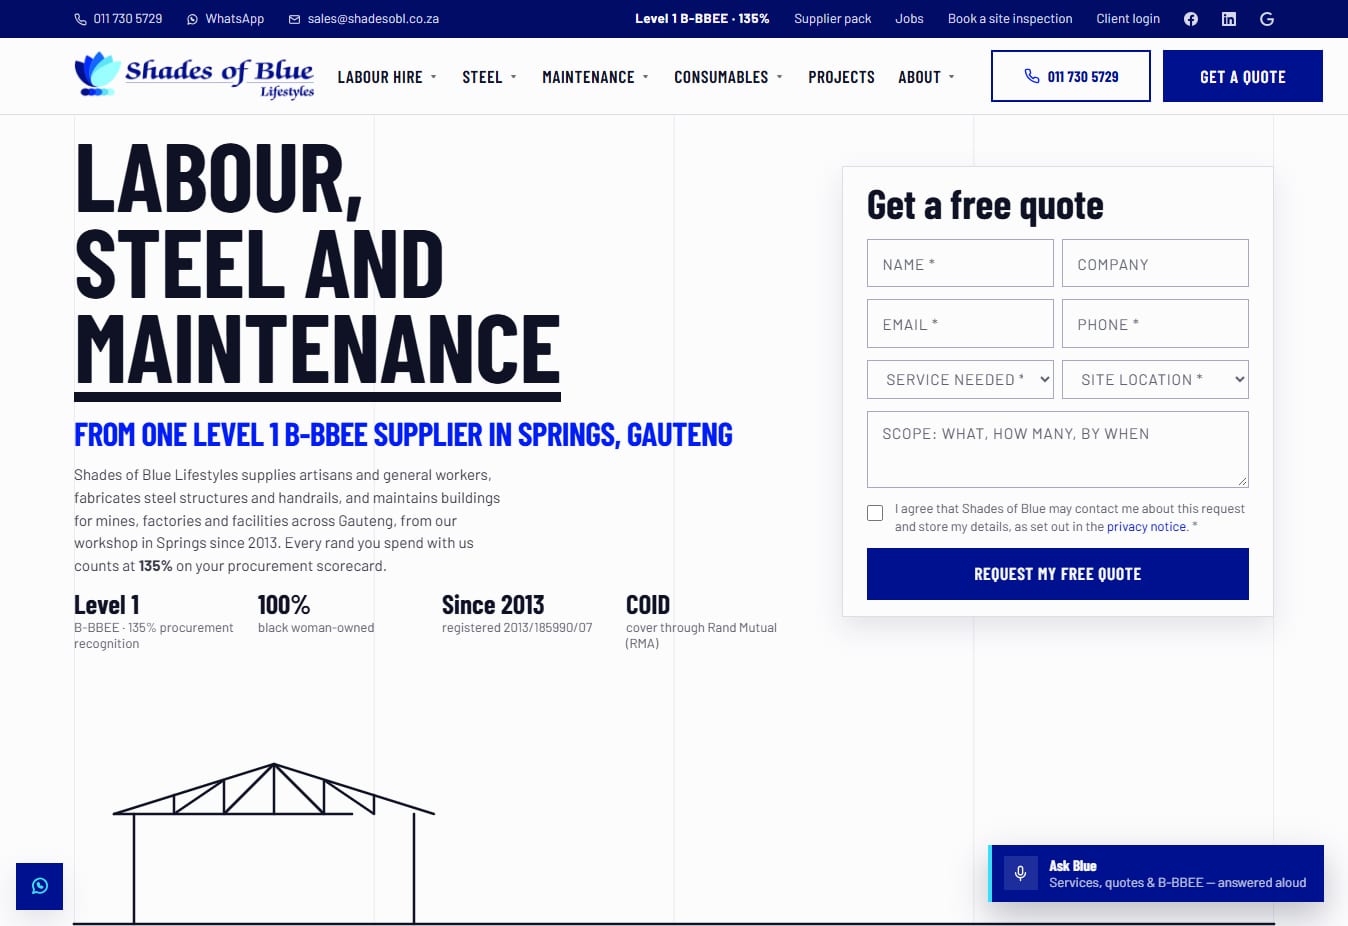 011 730 5729 WhatsApp sales@shadesobl.co.za Level 1 B-BBEE · 135% Supplier pack Jobs Book a site inspection Client login
Shades of Blue
Lifestyles
LABOUR HIRE STEEL MAINTENANCE CONSUMABLES PROJECTS ABOUT 011 730 5729 GET A QUOTE
LABOUR,
STEEL AND
MAINTENANCE
FROM ONE LEVEL 1 B-BBEE SUPPLIER IN SPRINGS, GAUTENG
Shades of Blue Lifestyles supplies artisans and general workers,
fabricates steel structures and handrails, and maintains buildings
for mines, factories and facilities across Gauteng, from our
workshop in Springs since 2013. Every rand you spend with us
counts at 135% on your procurement scorecard.
Level 1
B-BBEE · 135% procurement
recognition
100%
black woman-owned
Since 2013
registered 2013/185990/07
COID
cover through Rand Mutual
(RMA)
Get a free quote
NAME * COMPANY
EMAIL * PHONE *
SERVICE NEEDED * SITE LOCATION *
SCOPE: WHAT, HOW MANY, BY WHEN
I agree that Shades of Blue may contact me about this request
and store my details, as set out in the privacy notice. *
REQUEST MY FREE QUOTE
Ask Blue
Services, quotes & B-BBEE — answered aloud